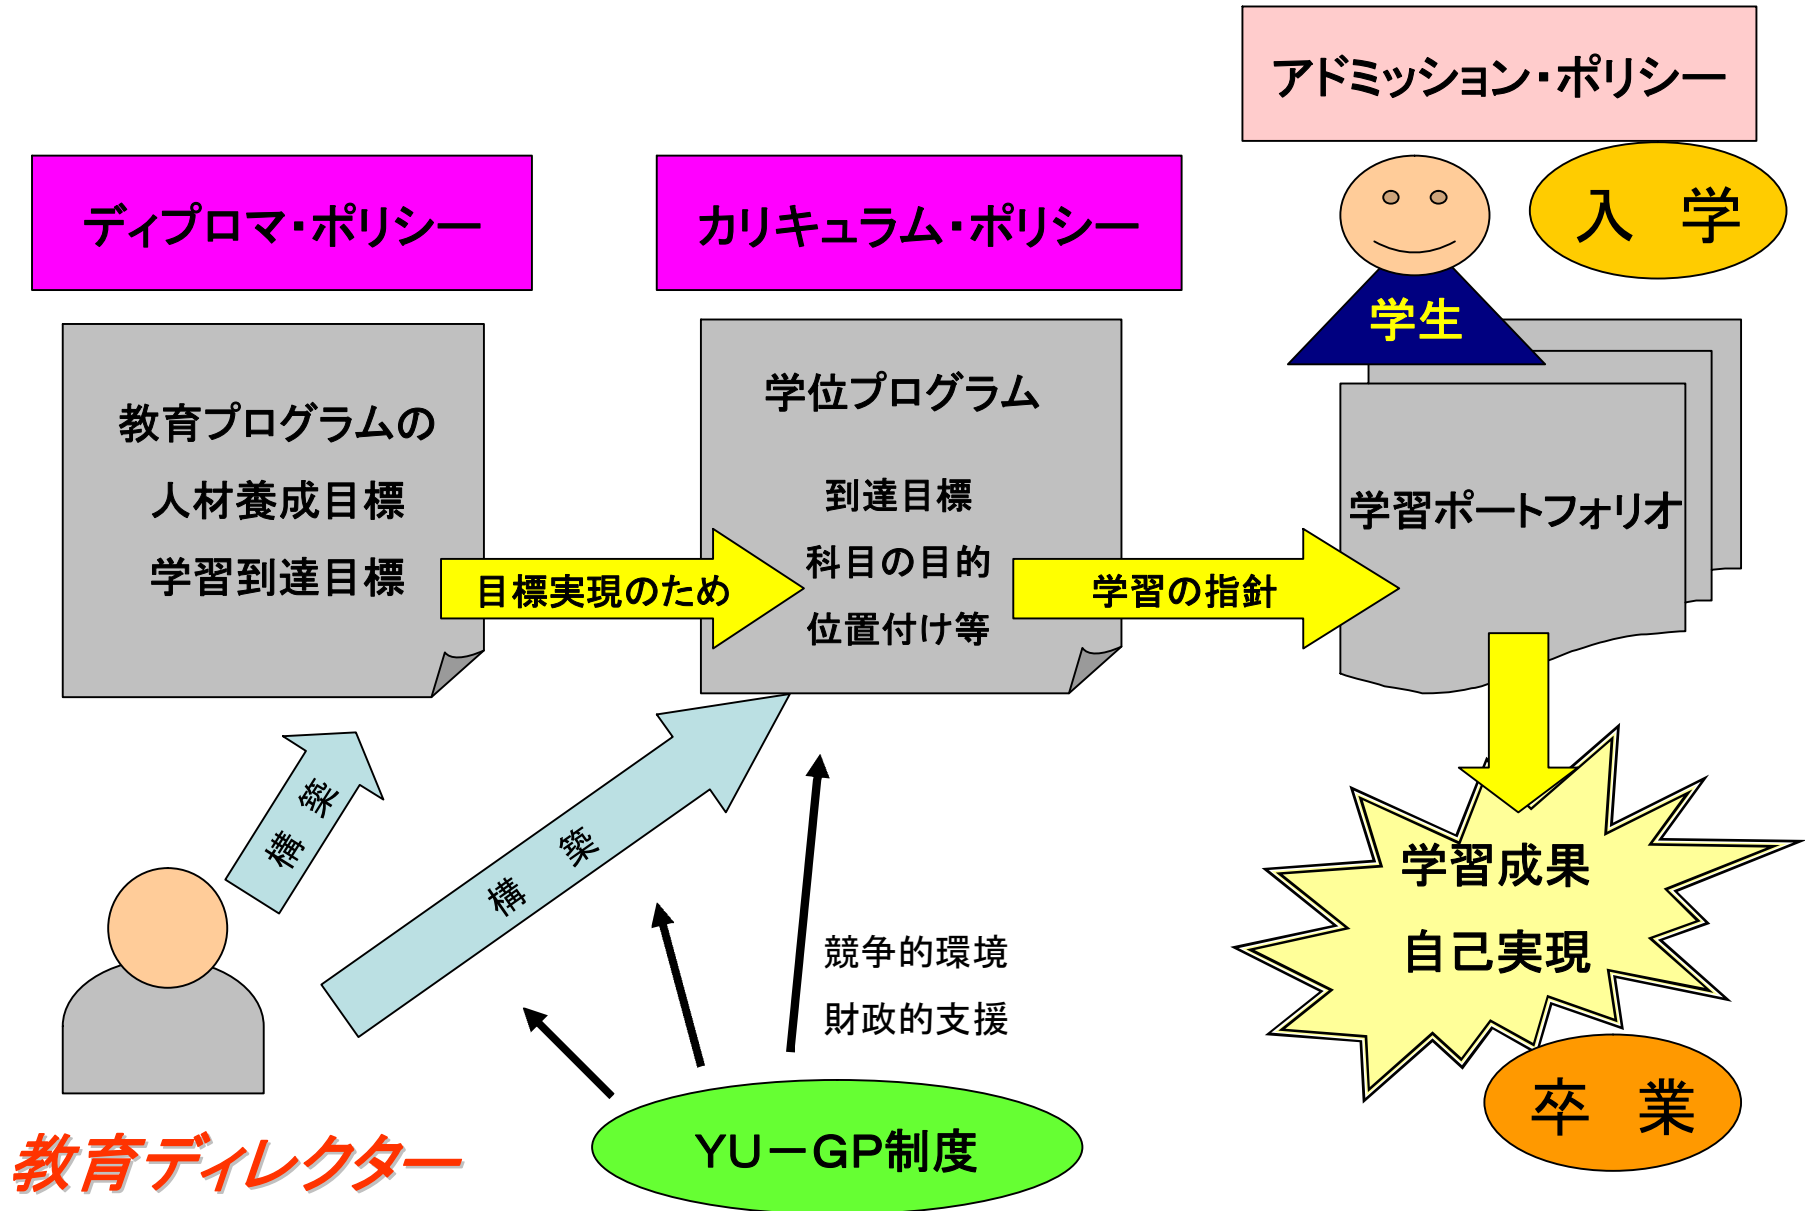 アドミッション・ポリシー
ディプロマ・ポリシー
カリキュラム・ポリシー
入　学
学生
教育プログラムの
人材養成目標
学習到達目標
目標実現のため
学位プログラム
到達目標
科目の目的
位置付け等
学習の指針
学習ポートフォリオ
構築
構　築
競争的環境
財政的支援
学習成果
自己実現
卒　業
教育ディレクター
ＹＵ－ＧＰ制度